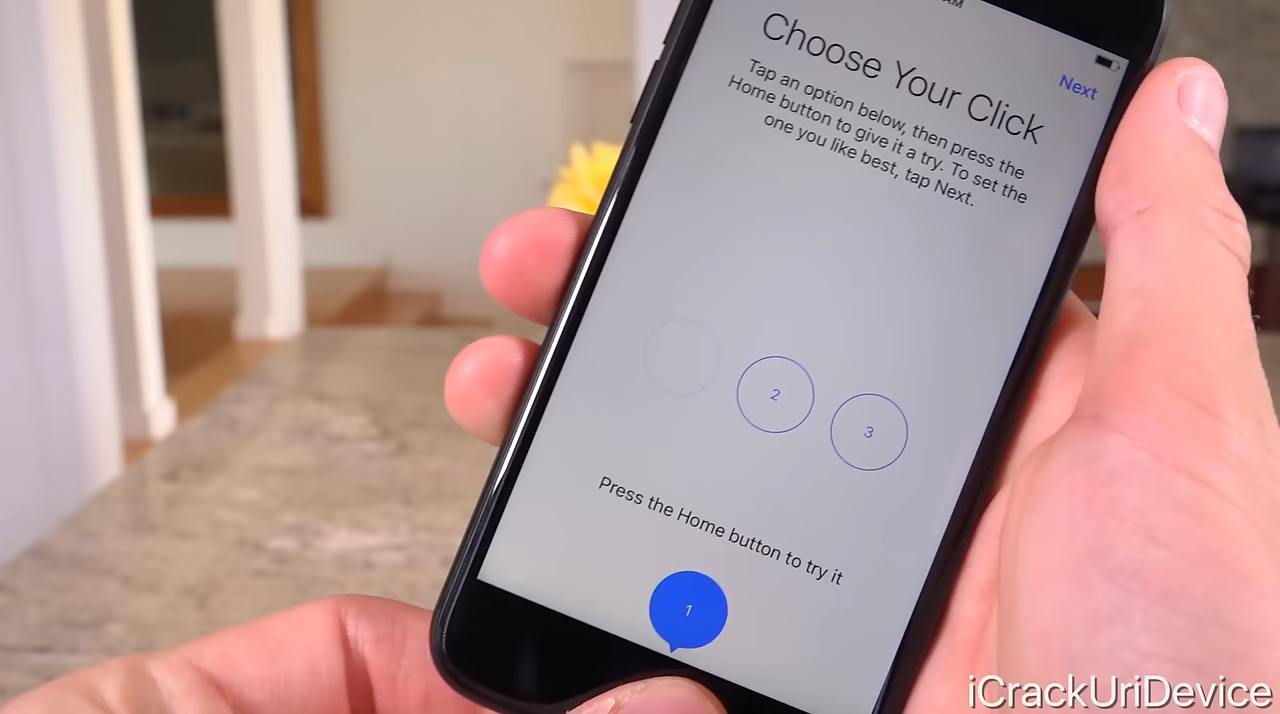 AM
Next
Choose Your Click
Tap an option below, then press the
Home button to give it a try. To set the
one you like best, tap Next.
2
3
Press the Home button to try it
1
iCrackUriDevice